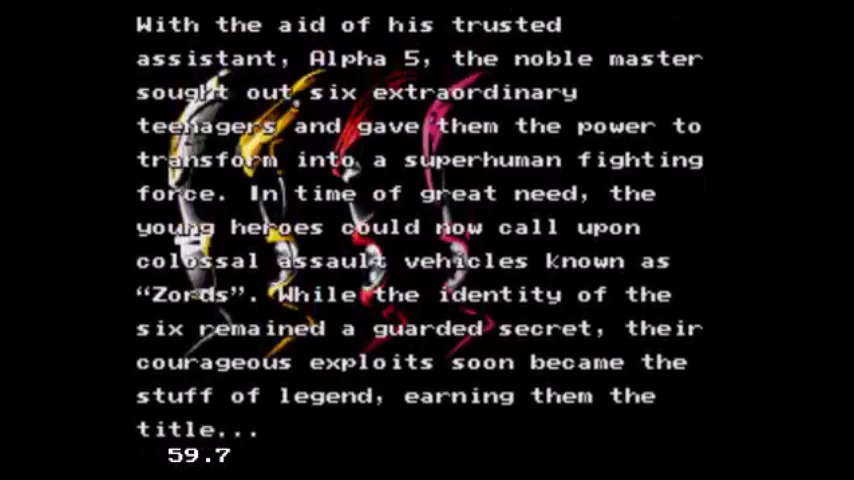 With the aid of his trusted
assistant, Alpha 5, the noble master
sought out six extraordinary
teenagers and gave them the power to
transform into a superhuman fighting
force. In time of great need, the
young heroes could now call upon
colossal assault vehicles known as
“Zords”. While the identity of the
six remained a guarded secret, their
courageous exploits soon became the
stuff of legend, earning them the
title...
59.7